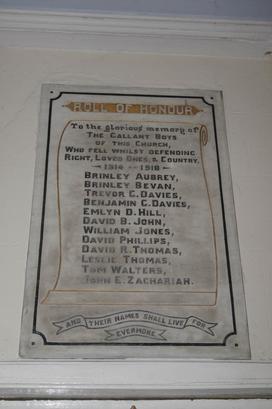 ROLL OF HONOUR
To the glorious memory of
THE GALLANT BOYS
OF THIS CHURCH,
WHO FELL WHILST DEFENDING
RIGHT, LOVED ONES, & COUNTRY.
1914 — 1918
BRINLEY AUBREY,
BRINLEY BEVAN,
TREVOR C. DAVIES,
BENJAMIN C. DAVIES,
EMLYN D. HILL,
DAVID B. JOHN,
WILLIAM JONES,
DAVID PHILLIPS,
DAVID R. THOMAS,
LESLIE THOMAS,
TOM WALTERS,
JOHN E. ZACHARIAH.
AND THEIR NAMES SHALL LIVE FOR
EVERMORE